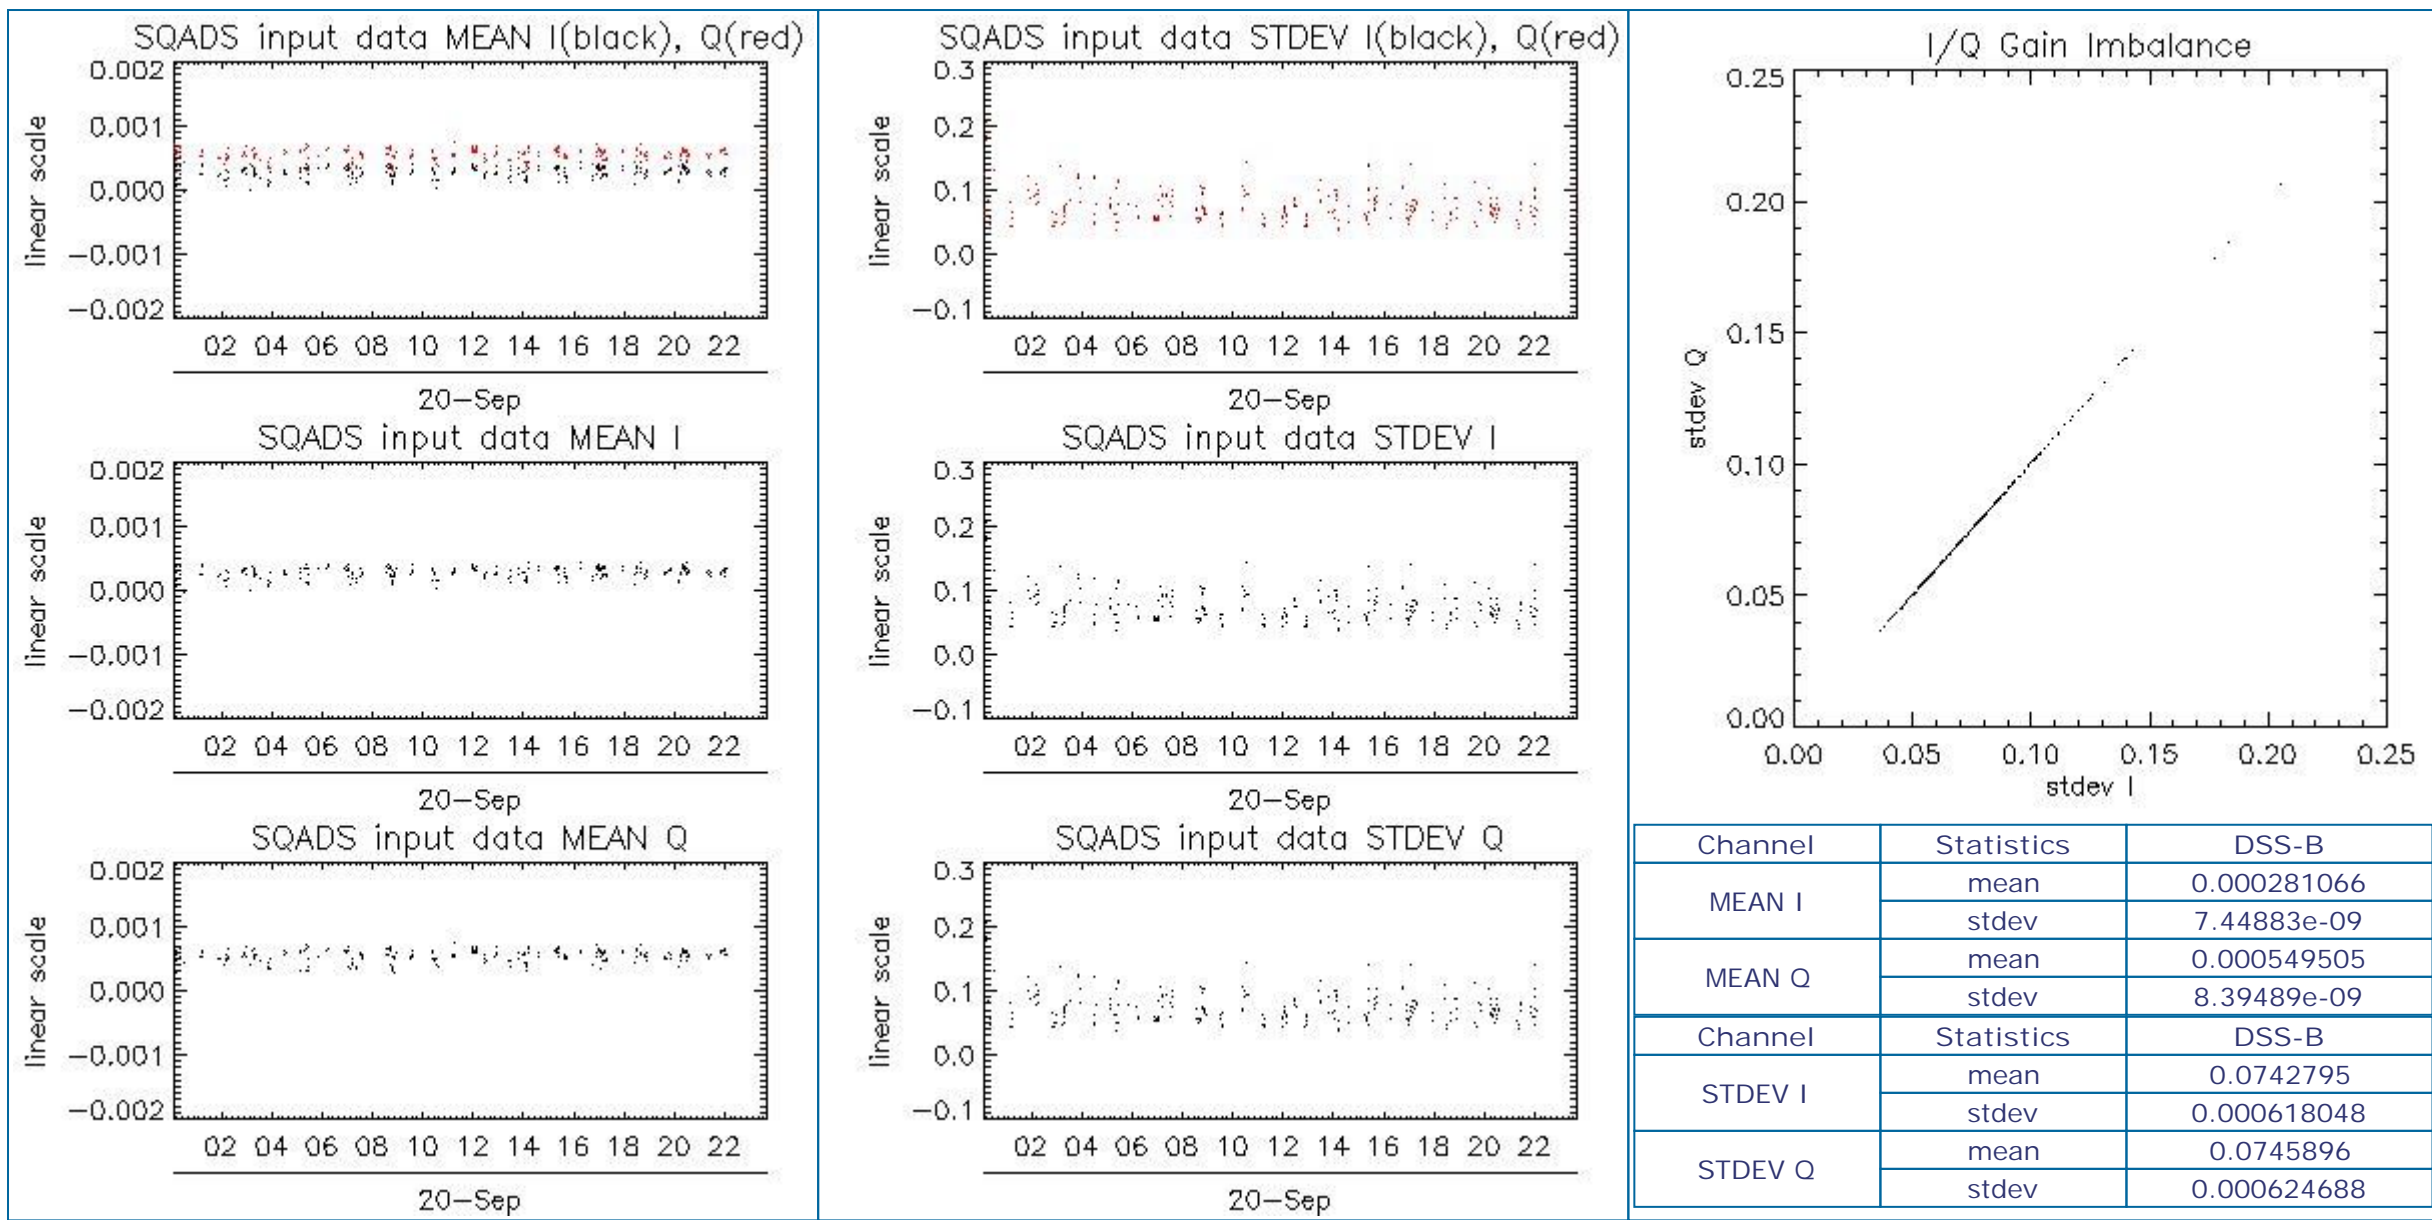 SQADS input data MEAN I(black), Q(red)
0.002
0.001
0.000
−0.001
−0.002
linear scale
02 04 06 08 10 12 14 16 18 20 22
20−Sep
SQADS input data MEAN I
0.002
0.001
0.000
−0.001
−0.002
linear scale
02 04 06 08 10 12 14 16 18 20 22
20−Sep
SQADS input data MEAN Q
0.002
0.001
0.000
−0.001
−0.002
linear scale
02 04 06 08 10 12 14 16 18 20 22
20−Sep
SQADS input data STDEV I(black), Q(red)
0.3
0.2
0.1
0.0
−0.1
linear scale
02 04 06 08 10 12 14 16 18 20 22
20−Sep
SQADS input data STDEV I
0.3
0.2
0.1
0.0
−0.1
linear scale
02 04 06 08 10 12 14 16 18 20 22
20−Sep
SQADS input data STDEV Q
0.3
0.2
0.1
0.0
−0.1
linear scale
02 04 06 08 10 12 14 16 18 20 22
20−Sep
I/Q Gain Imbalance
0.25
0.20
0.15
0.10
0.05
0.00
stdev Q
0.00 0.05 0.10 0.15 0.20 0.25
stdev I
Channel Statistics DSS-B
MEAN I mean 0.000281066
stdev 7.44883e-09
MEAN Q mean 0.000549505
stdev 8.39489e-09
Channel Statistics DSS-B
STDEV I mean 0.0742795
stdev 0.000618048
STDEV Q mean 0.0745896
stdev 0.000624688